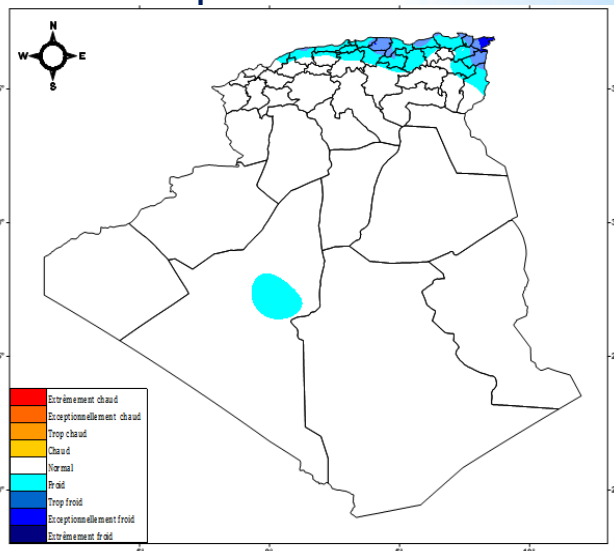 N
W E
S
Extrêmement chaud
Exceptionnellement chaud
Trop chaud
Chaud
Normal
Froid
Trop froid
Exceptionnellement froid
Extrêmement froid